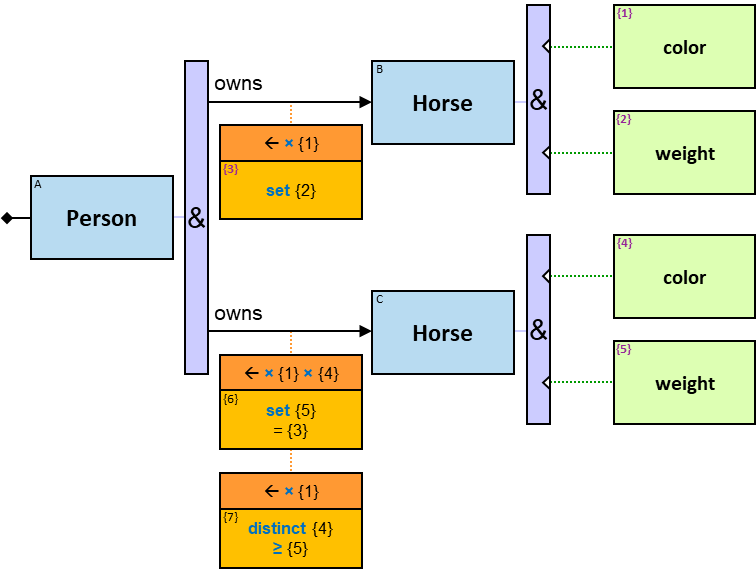 {1}
color
owns
B
Horse
&
{2}
weight
← × {1}
{3}
set {2}
A
Person
&
{4}
color
owns
C
Horse
&
{5}
weight
← × {1} × {4}
{6}
set {5}
= {3}
← × {1}
{7}
distinct {4}
≥ {5}